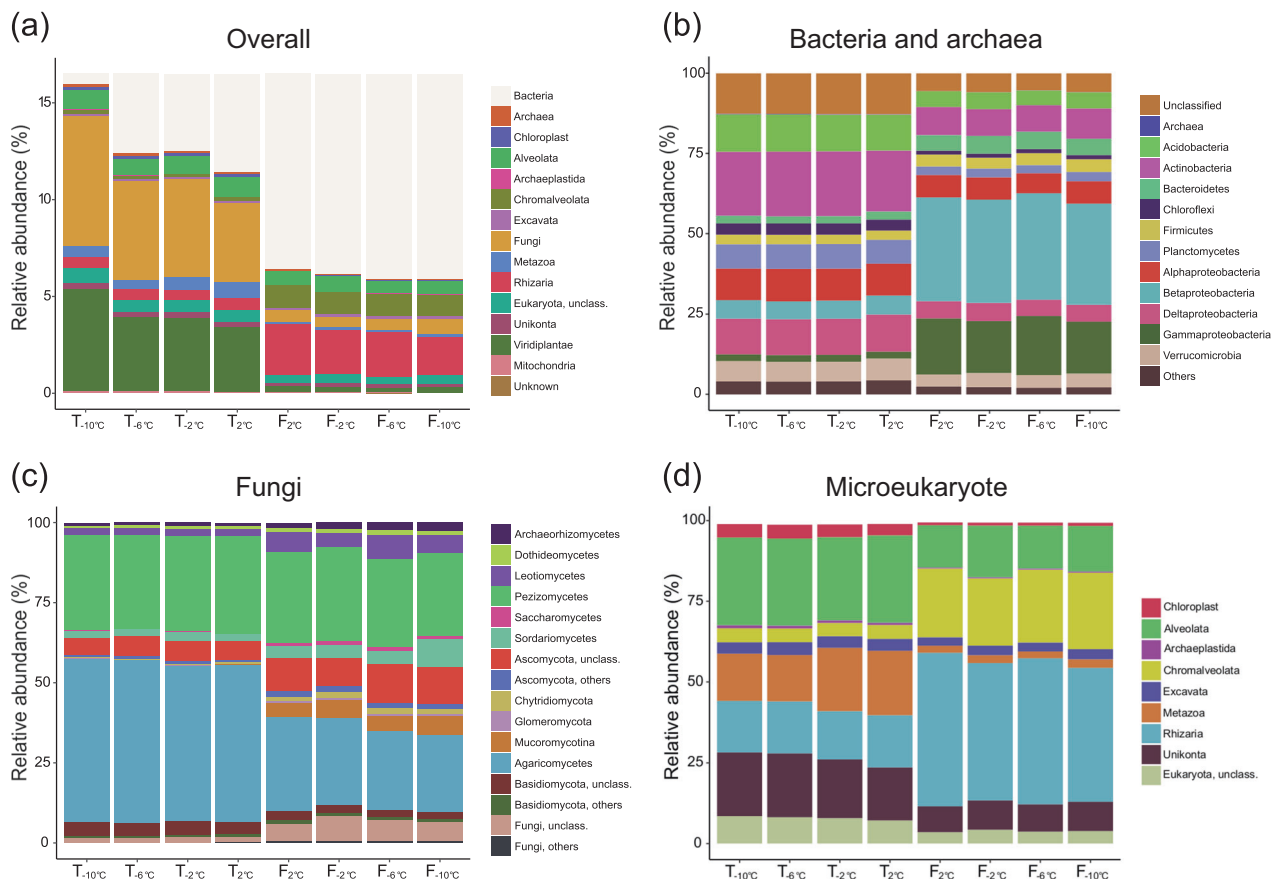 (a)
Overall
Relative abundance (%)
15
10
5
0
T-10℃ T-6℃ T-2℃ T2℃ F2℃ F-2℃ F-6℃ F-10℃
Bacteria
Archaea
Chloroplast
Alveolata
Archaeplastida
Chromalveolata
Excavata
Fungi
Metazoa
Rhizaria
Eukaryota, unclass.
Unikonta
Viridiplantae
Mitochondria
Unknown
(b)
Bacteria and archaea
Relative abundance (%)
100
75
50
25
0
T-10℃ T-6℃ T-2℃ T2℃ F2℃ F-2℃ F-6℃ F-10℃
Unclassified
Archaea
Acidobacteria
Actinobacteria
Bacteroidetes
Chloroflexi
Firmicutes
Planctomycetes
Alphaproteobacteria
Betaproteobacteria
Deltaproteobacteria
Gammaproteobacteria
Verrucomicrobia
Others
(c)
Fungi
Relative abundance (%)
100
75
50
25
0
T-10℃ T-6℃ T-2℃ T2℃ F2℃ F-2℃ F-6℃ F-10℃
Archaeorhizomycetes
Dothideomycetes
Leotiomycetes
Pezizomycetes
Saccharomycetes
Sordariomycetes
Ascomycota, unclass.
Ascomycota, others
Chytridiomycota
Glomeromycota
Mucoromycotina
Agaricomycetes
Basidiomycota, unclass.
Basidiomycota, others
Fungi, unclass.
Fungi, others
(d)
Microeukaryote
Relative abundance (%)
100
75
50
25
0
T-10℃ T-6℃ T-2℃ T2℃ F2℃ F-2℃ F-6℃ F-10℃
Chloroplast
Alveolata
Archaeplastida
Chromalveolata
Excavata
Metazoa
Rhizaria
Unikonta
Eukaryota, unclass.